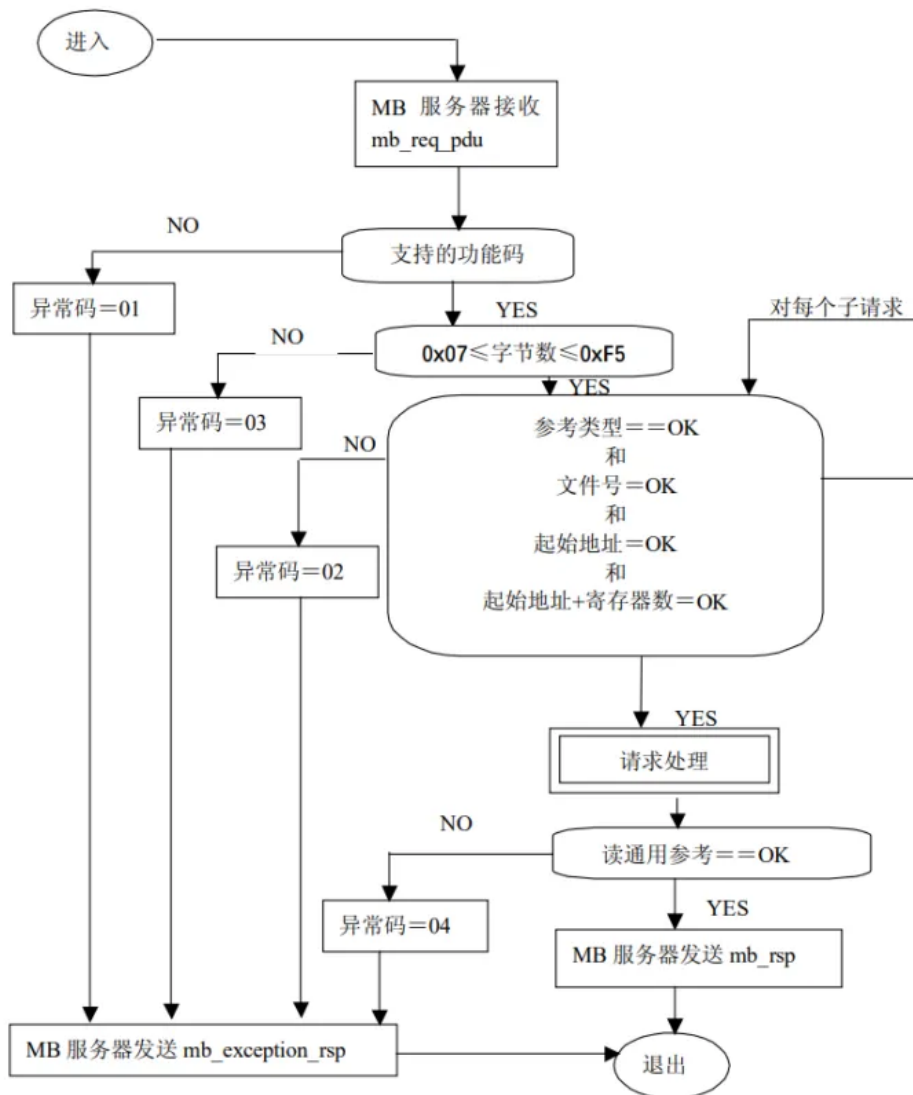 进入
MB 服务器接收
mb_req_pdu
NO
支持的功能码
异常码＝01
YES
对每个子请求
NO
0x07≤字节数≤0xF5
YES
异常码＝03
参考类型＝＝OK
NO
和
文件号＝OK
和
起始地址＝OK
异常码＝02
和
起始地址+寄存器数＝OK
YES
请求处理
NO
读通用参考＝＝OK
YES
异常码＝04
MB 服务器发送 mb_rsp
MB 服务器发送 mb_exception_rsp
退出